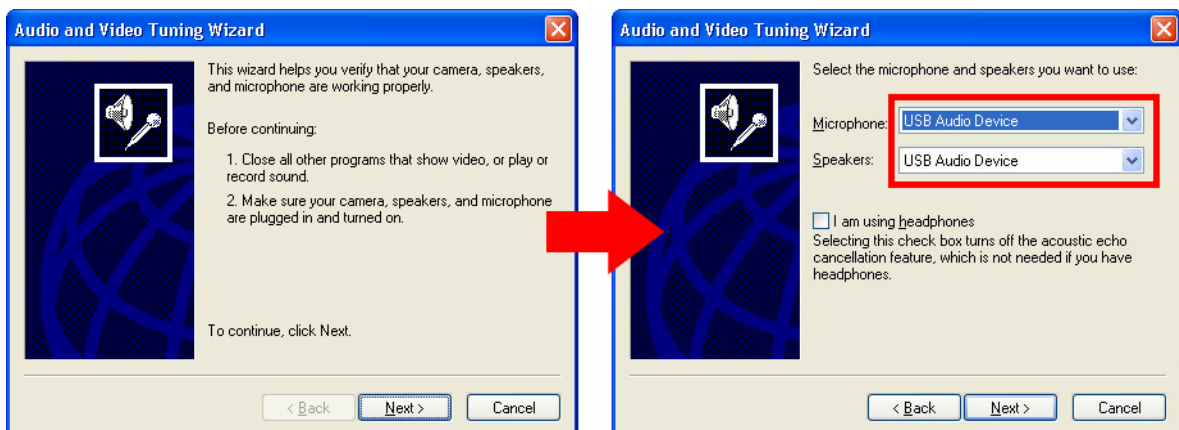 Audio and Video Tuning Wizard
This wizard helps you verify that your camera, speakers,
and microphone are working properly.
Before continuing:
1. Close all other programs that show video, or play or
record sound.
2. Make sure your camera, speakers, and microphone
are plugged in and turned on.
To continue, click Next.
< Back
Next >
Cancel
Audio and Video Tuning Wizard
Select the microphone and speakers you want to use:
Microphone: USB Audio Device
Speakers: USB Audio Device
I am using headphones
Selecting this check box turns off the acoustic echo
cancellation feature, which is not needed if you have
headphones.
< Back
Next >
Cancel